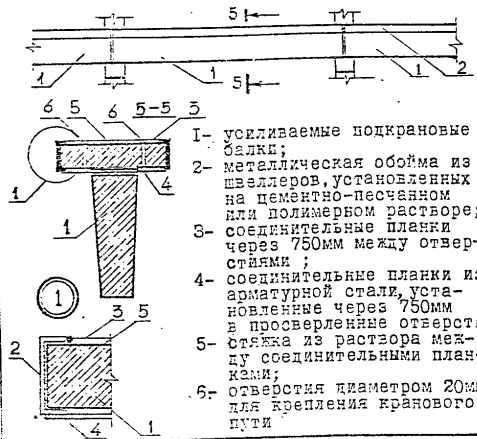 5
1
1
5
1
2
6 5 6 5-5 3
1
4
1
1
3 5
2
1
4
I- усиливаемые подкрановые
балки;
2- металлическая обойма из
швеллеров, установленных
на цементно-песчанном
или полимербом растворе;
3- соединительные планки
через 750мм между отвер-
стиями ;
4- соединительные планки из
арматурной стали, уста-
новленные через 750мм
в просверленные отверст.
5- стяжка из раствора меж-
ду соединительными план-
ками;
6- отверстия диаметром 20мм
для крепления кранового
пути